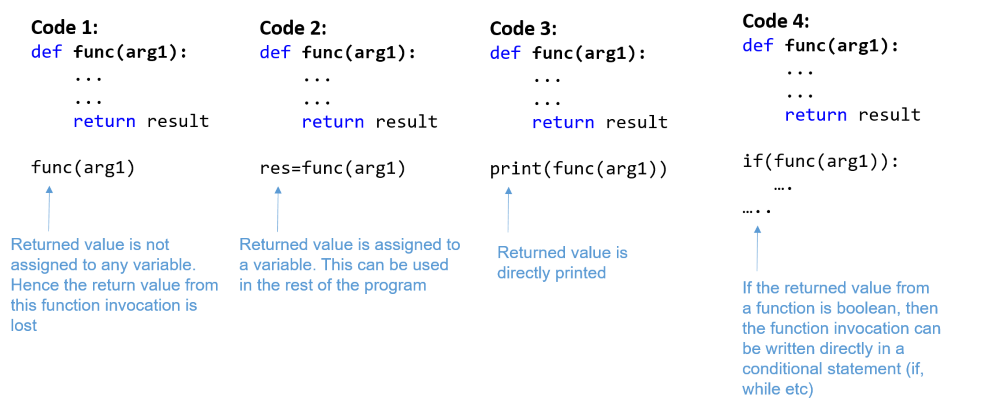 Code 1:
def func(arg1):
...
...
return result
func(arg1)
Returned value is not
assigned to any variable.
Hence the return value from
this function invocation is
lost
Code 2:
def func(arg1):
...
...
return result
res=func(arg1)
Returned value is assigned to
a variable. This can be used
in the rest of the program
Code 3:
def func(arg1):
...
...
return result
print(func(arg1))
Returned value is
directly printed
Code 4:
def func(arg1):
...
...
return result
if(func(arg1)):
….
…..
If the returned value from
a function is boolean, then
the function invocation can
be written directly in a
conditional statement (if,
while etc)